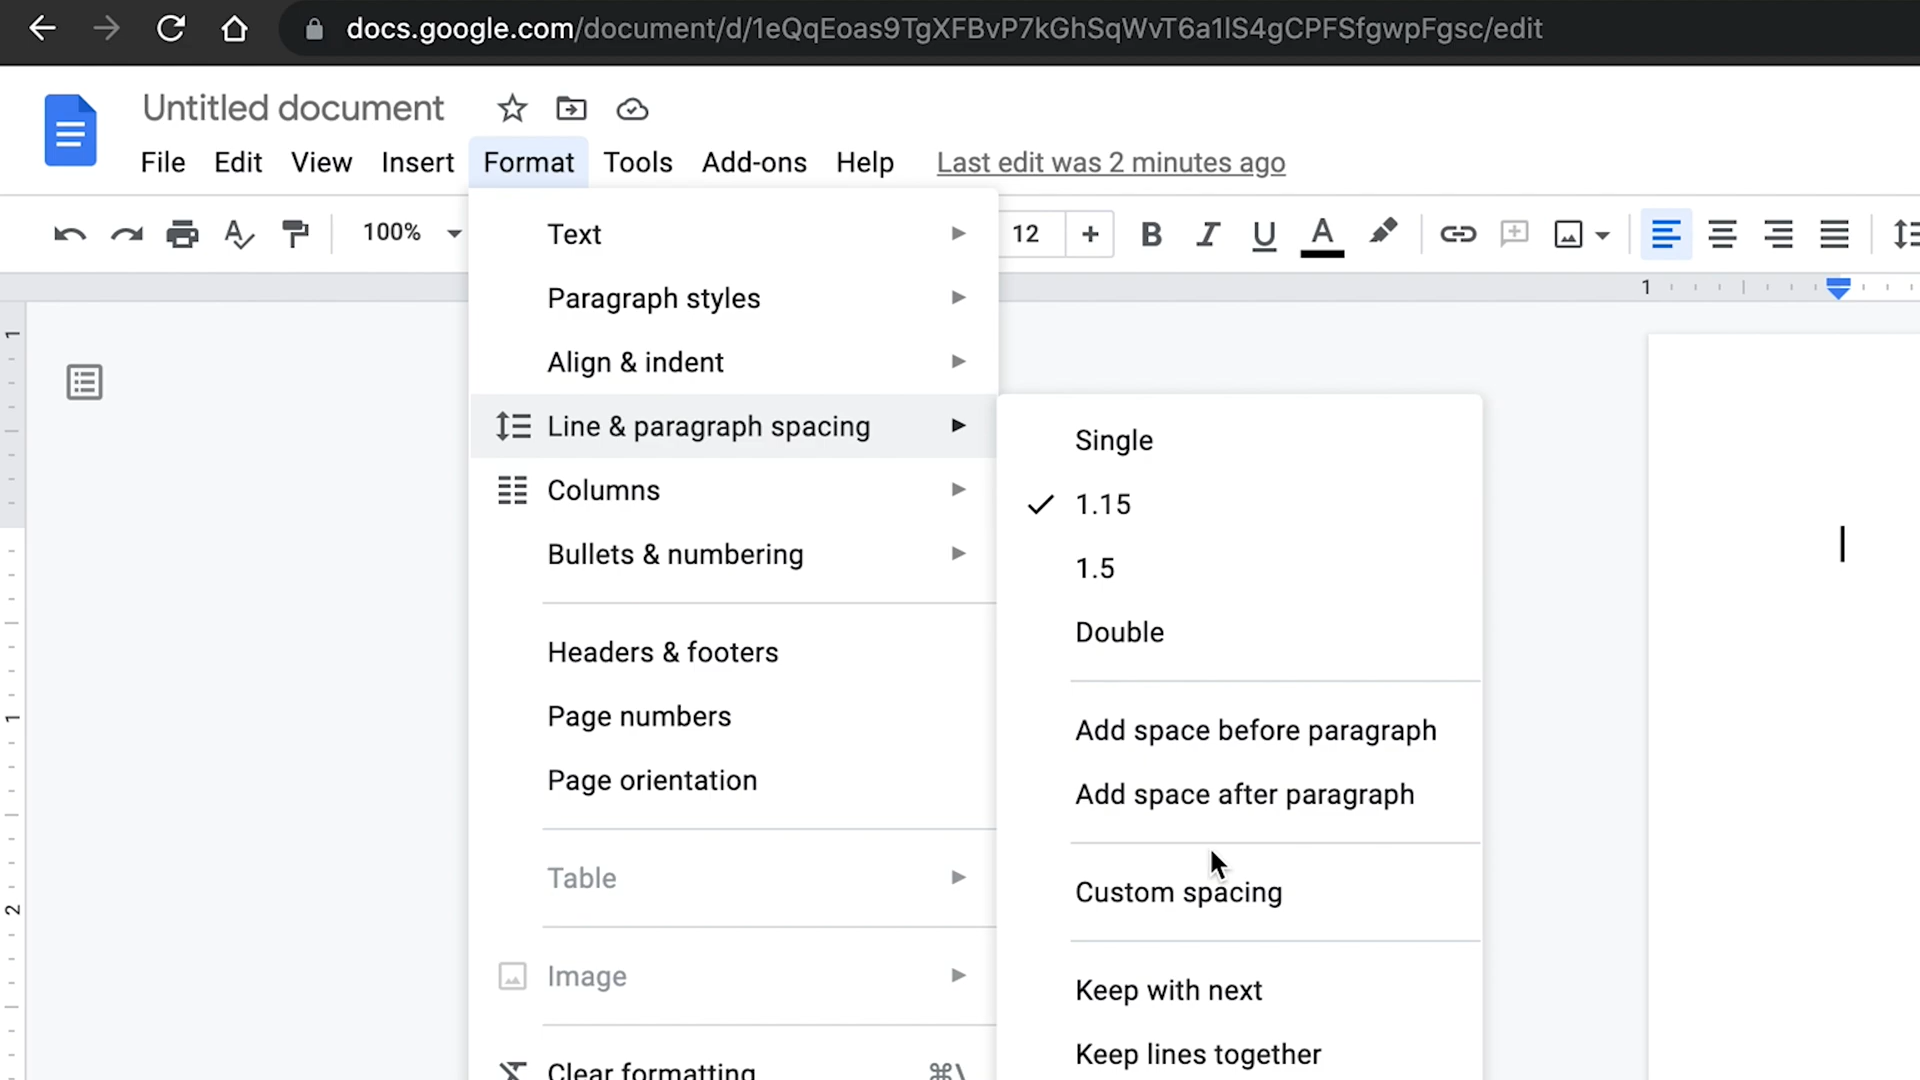 docs.google.com/document/d/1eQqEoas9TgXFBvP7kGhSqWvT6a1lS4gCPFSfgwpFgsc/edit
Untitled document
File Edit View Insert Format Tools Add-ons Help Last edit was 2 minutes ago
100% 12
1
Text
Paragraph styles
Align & indent
Line & paragraph spacing
Columns
Bullets & numbering
Headers & footers
Page numbers
Page orientation
Table
Image
Clear formatting ⌘\
Single
1.15
1.5
Double
Add space before paragraph
Add space after paragraph
Custom spacing
Keep with next
Keep lines together
1
1
2